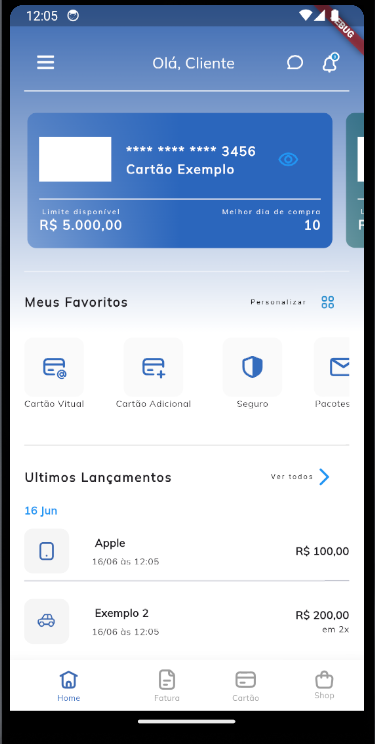 12:05
DEBUG
Olá, Cliente
**** **** **** 3456
Cartão Exemplo
Limite disponível
Melhor dia de compra
R$ 5.000,00
10
Meus Favoritos
Personalizar
Cartão Vitual
Cartão Adicional
Seguro
Pacotes
Ultimos Lançamentos
Ver todos
16 Jun
Apple
R$ 100,00
16/06 às 12:05
Exemplo 2
R$ 200,00
16/06 às 12:05
em 2x
Home
Fatura
Cartão
Shop